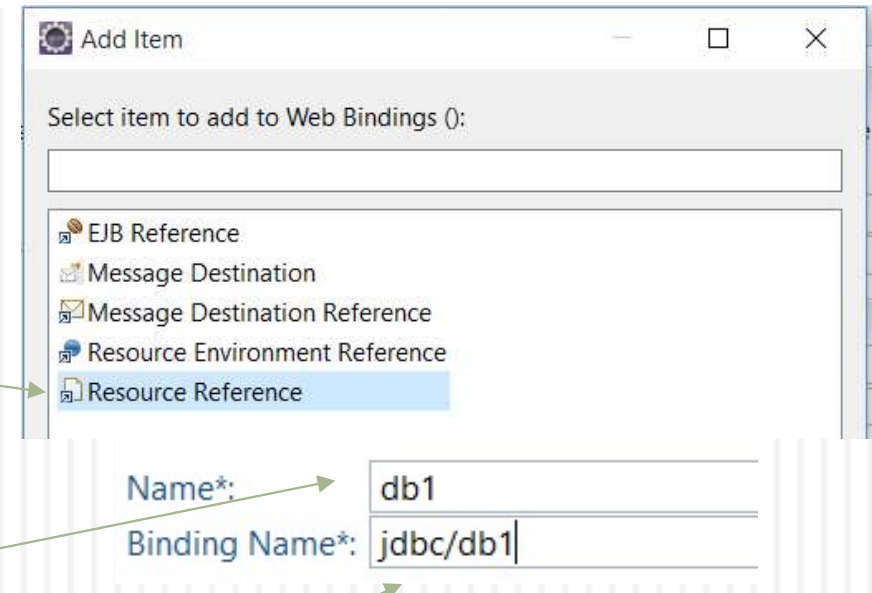 Add Item
Select item to add to Web Bindings ():
EJB Reference
Message Destination
Message Destination Reference
Resource Environment Reference
Resource Reference
Name*: db1
Binding Name*: jdbc/db1